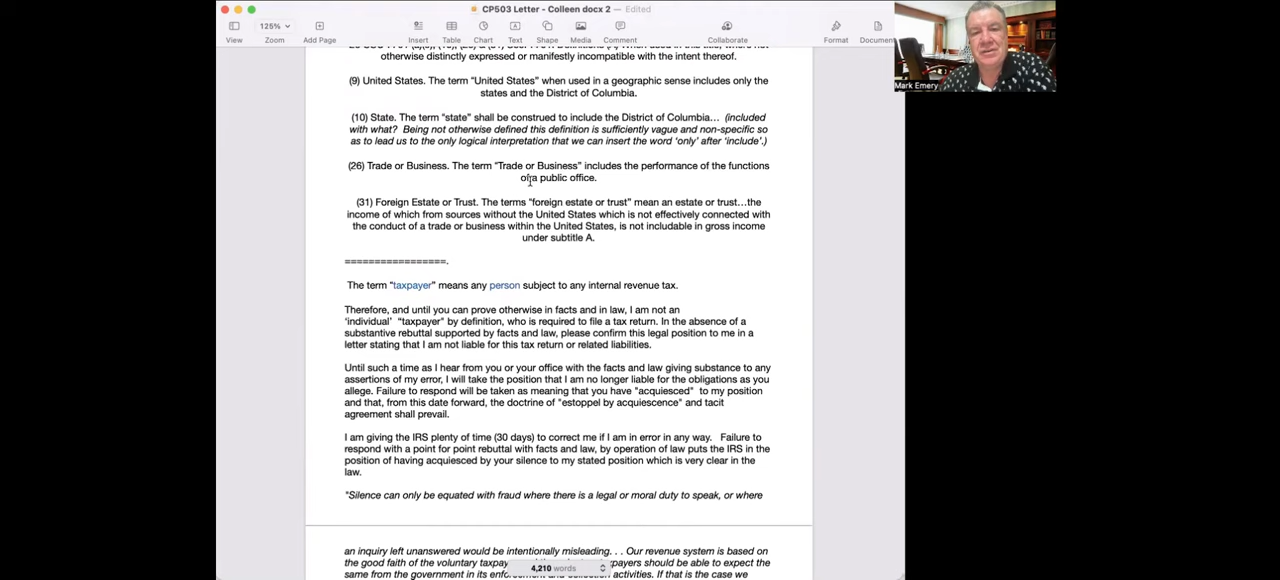 CP503 Letter - Colleen docx 2 — Edited
125%
View
Zoom
Add Page
Insert
Table
Chart
Text
Shape
Media
Comment
Collaborate
Format
Document
Mark Emery
otherwise distinctly expressed or manifestly incompatible with the intent thereof.
(9) United States. The term “United States” when used in a geographic sense includes only the
states and the District of Columbia.
(10) State. The term “state” shall be construed to include the District of Columbia… (included
with what? Being not otherwise defined this definition is sufficiently vague and non-specific so
as to lead us to the only logical interpretation that we can insert the word ‘only’ after ‘include’.)
(26) Trade or Business. The term “Trade or Business” includes the performance of the functions
of a public office.
(31) Foreign Estate or Trust. The terms “foreign estate or trust” mean an estate or trust…the
income of which from sources without the United States which is not effectively connected with
the conduct of a trade or business within the United States, is not includable in gross income
under subtitle A.
=================.
The term “taxpayer” means any person subject to any internal revenue tax.
Therefore, and until you can prove otherwise in facts and in law, I am not an
‘individual’ “taxpayer" by definition, who is required to file a tax return. In the absence of a
substantive rebuttal supported by facts and law, please confirm this legal position to me in a
letter stating that I am not liable for this tax return or related liabilities.
Until such a time as I hear from you or your office with the facts and law giving substance to any
assertions of my error, I will take the position that I am no longer liable for the obligations as you
allege. Failure to respond will be taken as meaning that you have "acquiesced" to my position
and that, from this date forward, the doctrine of "estoppel by acquiescence" and tacit
agreement shall prevail.
I am giving the IRS plenty of time (30 days) to correct me if I am in error in any way. Failure to
respond with a point for point rebuttal with facts and law, by operation of law puts the IRS in the
position of having acquiesced by your silence to my stated position which is very clear in the
law.
"Silence can only be equated with fraud where there is a legal or moral duty to speak, or where
an inquiry left unanswered would be intentionally misleading. . . Our revenue system is based on
the good faith of the voluntary taxpa 4,210 words payers should be able to expect the
same from the government in its enfor collection activities. If that is the case we